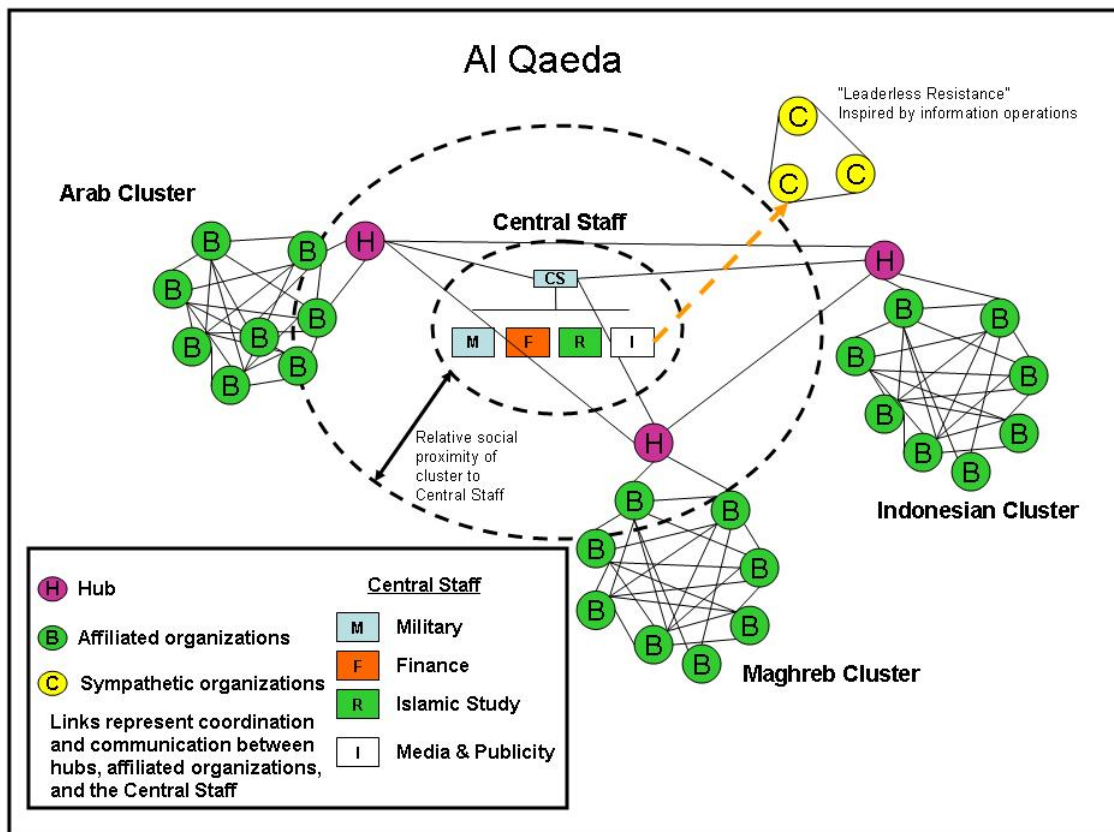 Al Qaeda
"Leaderless Resistance"
Inspired by information operations
C
C
C
Arab Cluster
Central Staff
B
B
H
B
B
B
B
B
B
H
CS
M
F
R
I
B
B
B
B
B
B
B
B
Indonesian Cluster
Relative social
proximity of
cluster to
Central Staff
H
B
B
B
B
B
B
B
B
Maghreb Cluster
H Hub
B Affiliated organizations
C Sympathetic organizations
Links represent coordination
and communication between
hubs, affiliated organizations,
and the Central Staff
Central Staff
M Military
F Finance
R Islamic Study
I Media & Publicity